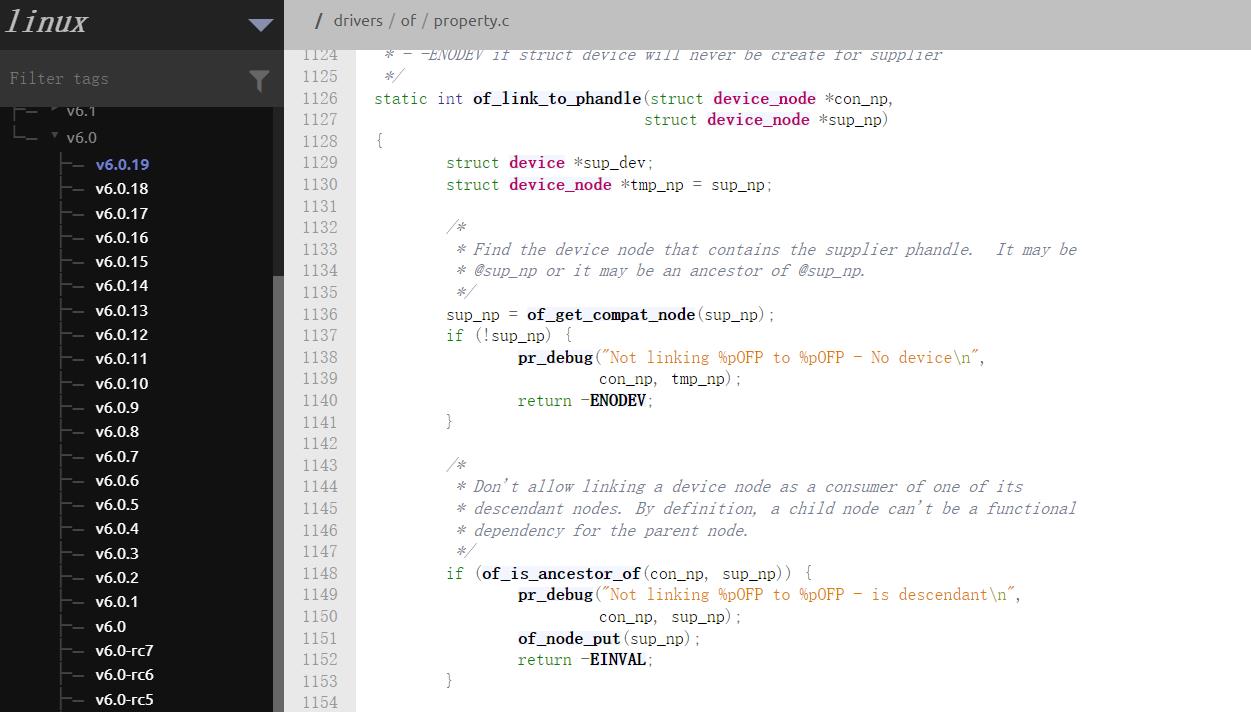 linux
/ drivers / of / property.c
Filter tags
v6.1
v6.0
v6.0.19
v6.0.18
v6.0.17
v6.0.16
v6.0.15
v6.0.14
v6.0.13
v6.0.12
v6.0.11
v6.0.10
v6.0.9
v6.0.8
v6.0.7
v6.0.6
v6.0.5
v6.0.4
v6.0.3
v6.0.2
v6.0.1
v6.0
v6.0-rc7
v6.0-rc6
v6.0-rc5
1124  * - -ENODEV if struct device will never be create for supplier
1125  */
1126 static int of_link_to_phandle(struct device_node *con_np,
1127                               struct device_node *sup_np)
1128 {
1129         struct device *sup_dev;
1130         struct device_node *tmp_np = sup_np;
1131
1132         /*
1133          * Find the device node that contains the supplier phandle.  It may be
1134          * @sup_np or it may be an ancestor of @sup_np.
1135          */
1136         sup_np = of_get_compat_node(sup_np);
1137         if (!sup_np) {
1138                 pr_debug("Not linking %pOFP to %pOFP - No device\n",
1139                          con_np, tmp_np);
1140                 return -ENODEV;
1141         }
1142
1143         /*
1144          * Don't allow linking a device node as a consumer of one of its
1145          * descendant nodes. By definition, a child node can't be a functional
1146          * dependency for the parent node.
1147          */
1148         if (of_is_ancestor_of(con_np, sup_np)) {
1149                 pr_debug("Not linking %pOFP to %pOFP - is descendant\n",
1150                          con_np, sup_np);
1151                 of_node_put(sup_np);
1152                 return -EINVAL;
1153         }
1154